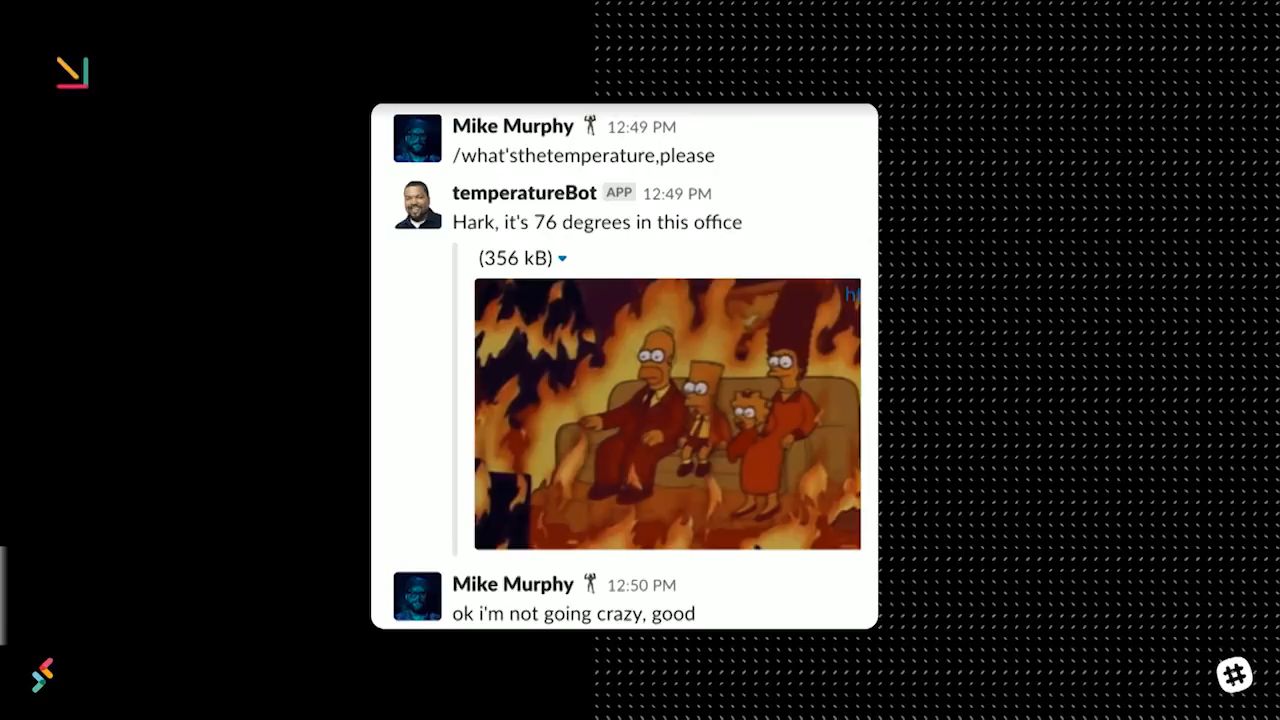 Mike Murphy 12:49 PM
/what'sthetemperature,please
temperatureBot APP 12:49 PM
Hark, it's 76 degrees in this office
(356 kB)
ht
Mike Murphy 12:50 PM
ok i'm not going crazy, good